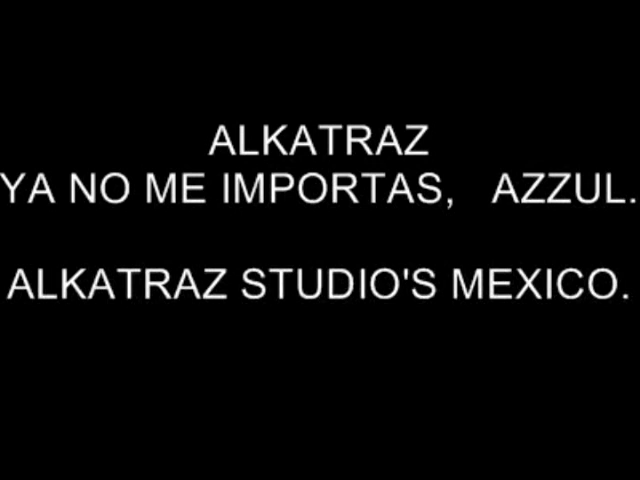 ALKATRAZ
YA NO ME IMPORTAS, AZZUL.
ALKATRAZ STUDIO'S MEXICO.